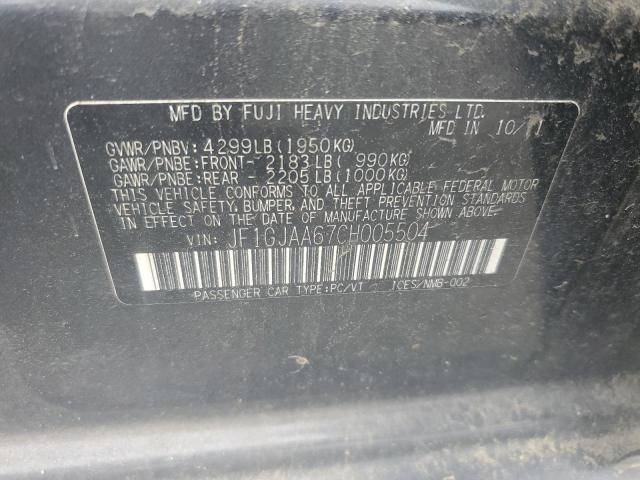 MFD BY FUJI HEAVY INDUSTRIES LTD.
MFD IN 10/11
GVWR/PNBV: 4299LB(1950KG)
GAWR/PNBE:FRONT- 2183LB( 990KG)
GAWR/PNBE:REAR - 2205LB(1000KG)
THIS VEHICLE CONFORMS TO ALL APPLICABLE FEDERAL MOTOR
VEHICLE SAFETY, BUMPER, AND THEFT PREVENTION STANDARDS
IN EFFECT ON THE DATE OF MANUFACTURE SHOWN ABOVE.
VIN: JF1GJAA67CH005504
PASSENGER CAR TYPE:PC/VT ICES/NMB-002